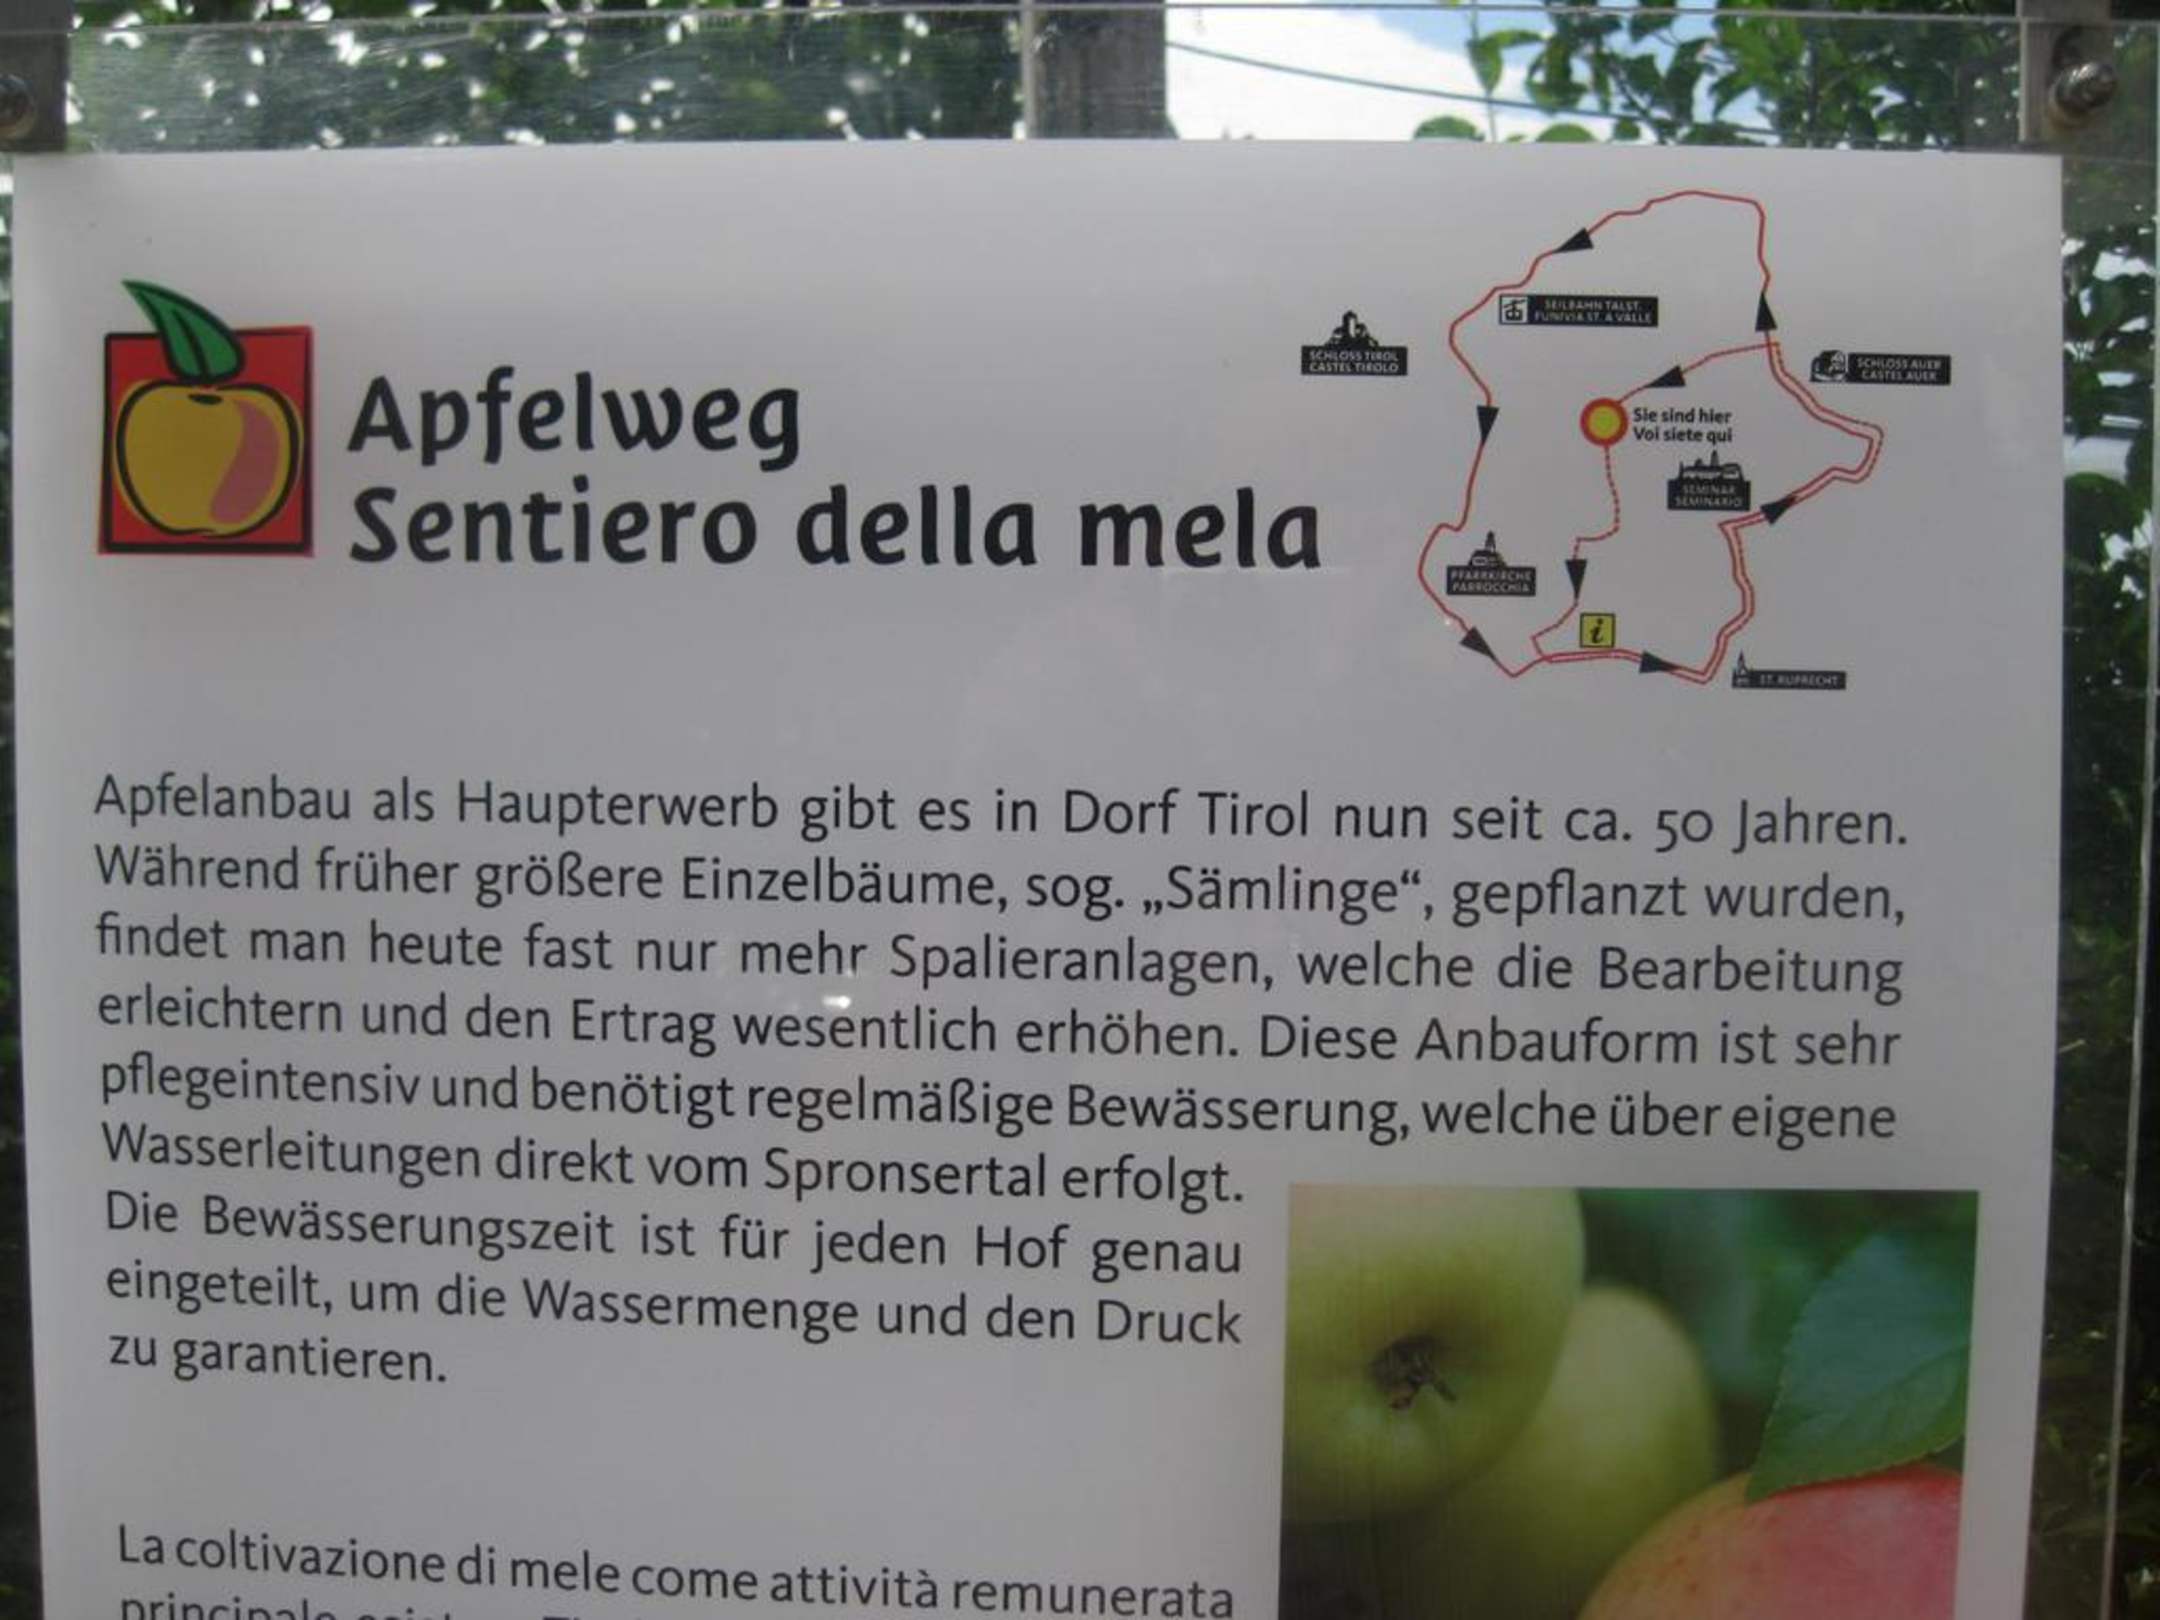 Apfelweg
Sentiero della mela
SEILBAHN TALST.
FUNIVIA ST. A VALLE
SCHLOSS TIROL
CASTEL TIROLO
SCHLOSS AUER
CASTEL AUER
Sie sind hier
Voi siete qui
SEMINAR
SEMINARIO
PFARRKIRCHE
PARROCCHIA
i
ST. RUPRECHT
Apfelanbau als Haupterwerb gibt es in Dorf Tirol nun seit ca. 50 Jahren.
Während früher größere Einzelbäume, sog. „Sämlinge“, gepflanzt wurden,
findet man heute fast nur mehr Spalieranlagen, welche die Bearbeitung
erleichtern und den Ertrag wesentlich erhöhen. Diese Anbauform ist sehr
pflegeintensiv und benötigt regelmäßige Bewässerung, welche über eigene
Wasserleitungen direkt vom Spronsertal erfolgt.
Die Bewässerungszeit ist für jeden Hof genau
eingeteilt, um die Wassermenge und den Druck
zu garantieren.
La coltivazione di mele come attività remunerata
principale